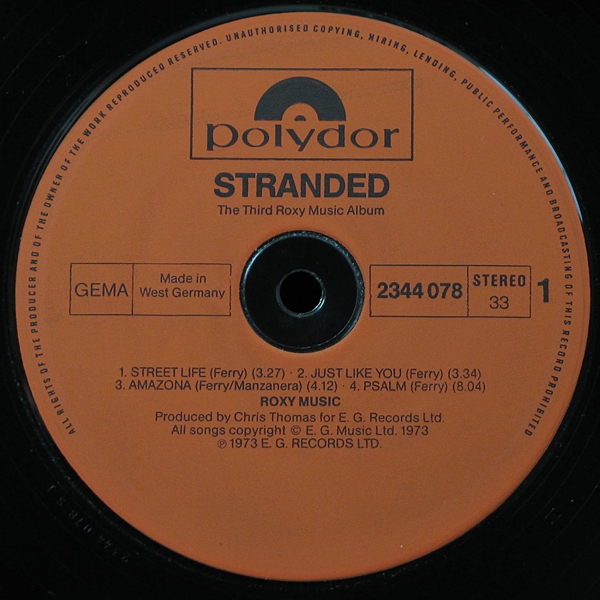 ALL RIGHTS OF THE PRODUCER AND OF THE OWNER OF THE WORK REPRODUCED RESERVED. UNAUTHORISED COPYING, HIRING, LENDING, PUBLIC PERFORMANCE AND BROADCASTING OF THIS RECORD PROHIBITED
polydor
STRANDED
The Third Roxy Music Album
GEMA
Made in
West Germany
2344 078
STEREO
33
1
1. STREET LIFE (Ferry) (3.27) · 2. JUST LIKE YOU (Ferry) (3.34)
3. AMAZONA (Ferry/Manzanera) (4.12) · 4. PSALM (Ferry) (8.04)
ROXY MUSIC
Produced by Chris Thomas for E. G. Records Ltd.
All songs copyright © E. G. Music Ltd. 1973
℗ 1973 E. G. RECORDS LTD.
2344 078 S 1